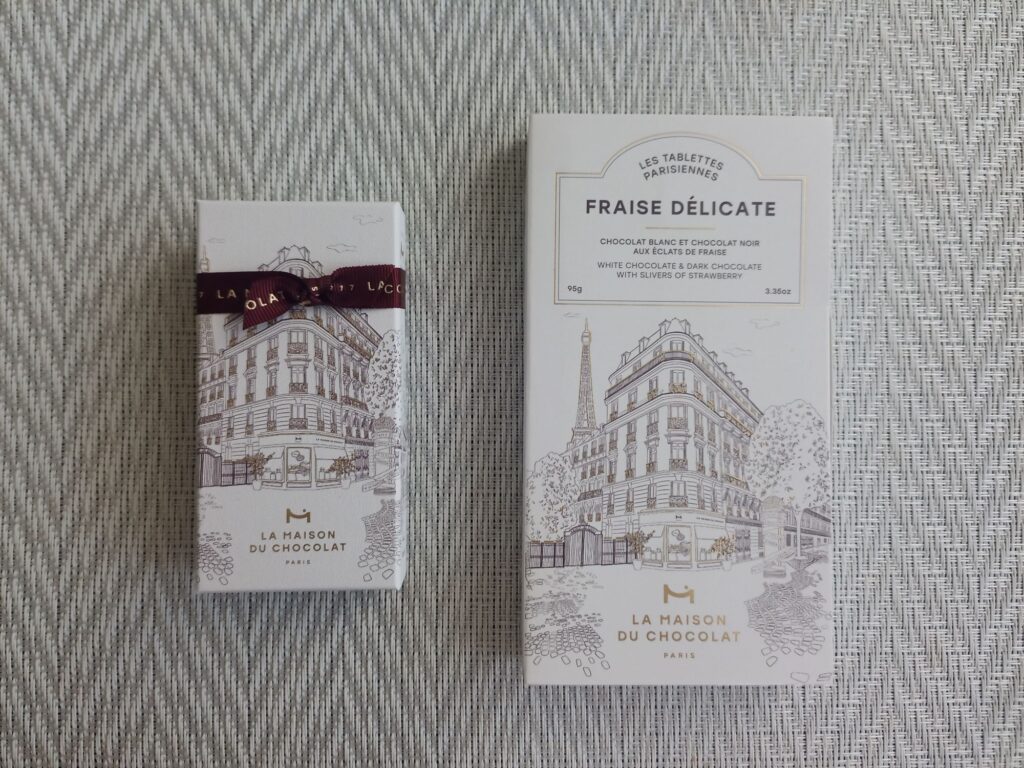 LA MAISON
DU CHOCOLAT
PARIS
LES TABLETTES
PARISIENNES
FRAISE DÉLICATE
CHOCOLAT BLANC ET CHOCOLAT NOIR
AUX ÉCLATS DE FRAISE
WHITE CHOCOLATE & DARK CHOCOLATE
WITH SLIVERS OF STRAWBERRY
95g 3.35oz
LA MAISON
DU CHOCOLAT
PARIS